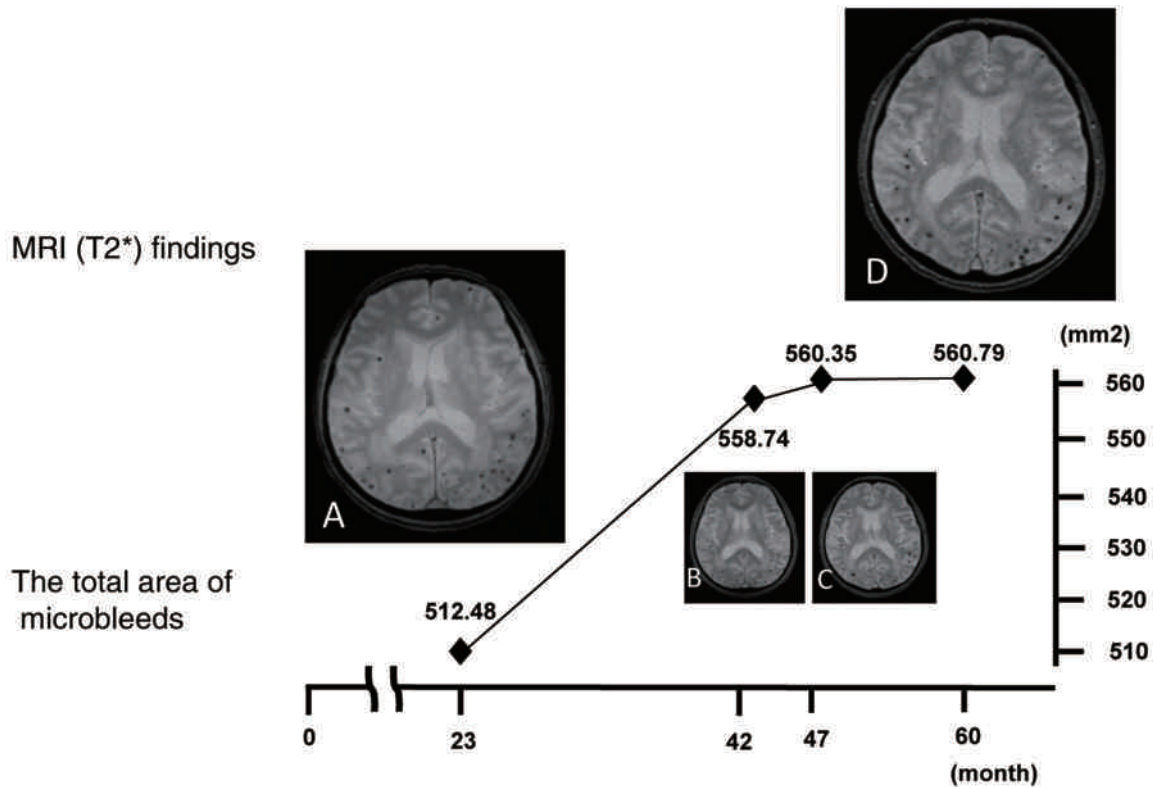 D
MRI (T2*) findings
A
(mm2)
560.35
560.79
560
558.74
550
540
B
C
530
The total area of
microbleeds
512.48
520
510
0
23
42
47
60
(month)